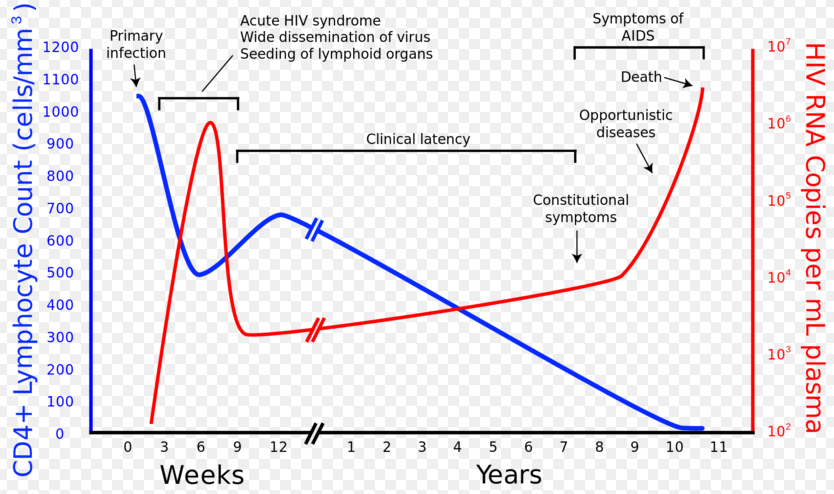 Primary
infection
Acute HIV syndrome
Wide dissemination of virus
Seeding of lymphoid organs
Symptoms of
AIDS
Death
Opportunistic
diseases
Clinical latency
Constitutional
symptoms
CD4+ Lymphocyte Count (cells/mm³)
1200
1100
1000
900
800
700
600
500
400
300
200
100
0
HIV RNA Copies per mL plasma
10⁷
10⁶
10⁵
10⁴
10³
10²
0 3 6 9 12 1 2 3 4 5 6 7 8 9 10 11
Weeks Years